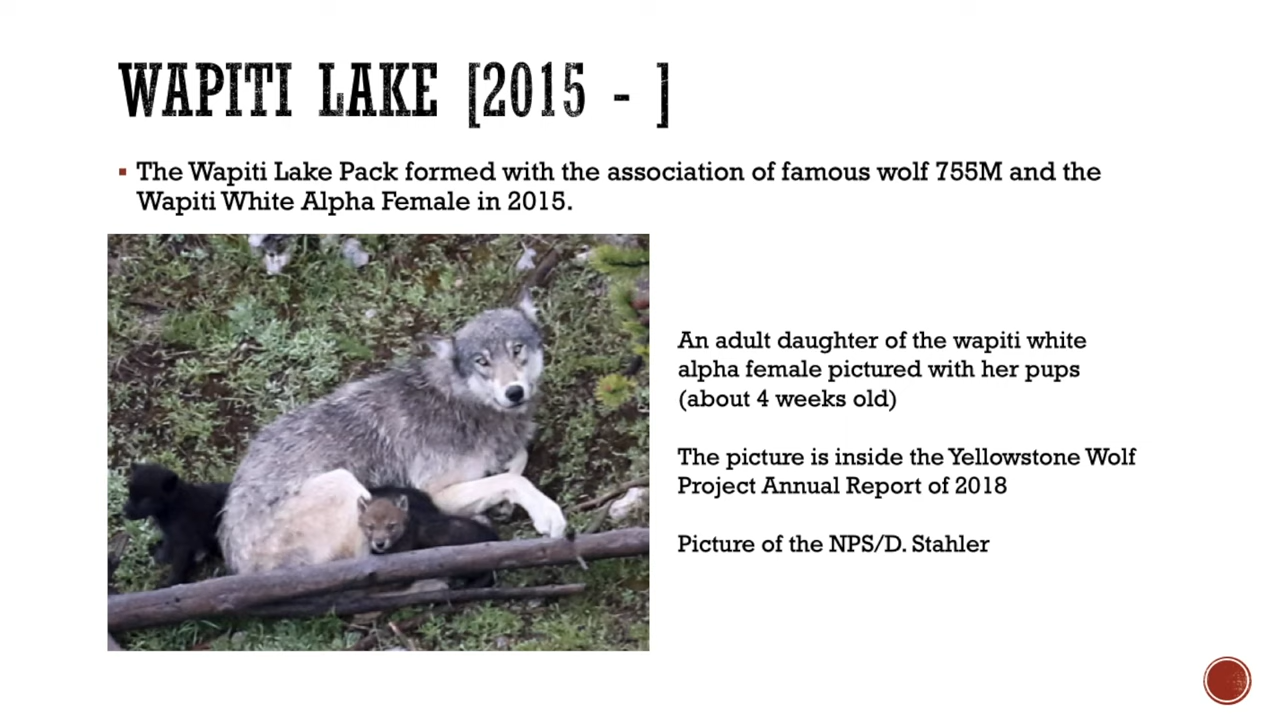 WAPITI LAKE [2015 - ]
The Wapiti Lake Pack formed with the association of famous wolf 755M and the
Wapiti White Alpha Female in 2015.
An adult daughter of the wapiti white
alpha female pictured with her pups
(about 4 weeks old)
The picture is inside the Yellowstone Wolf
Project Annual Report of 2018
Picture of the NPS/D. Stahler